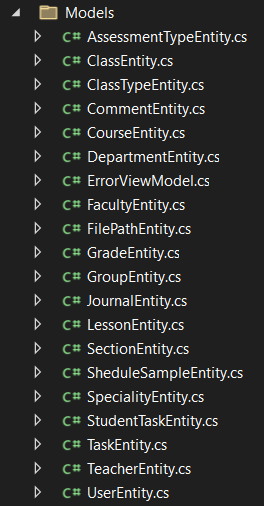 Models
C# AssessmentTypeEntity.cs
C# ClassEntity.cs
C# ClassTypeEntity.cs
C# CommentEntity.cs
C# CourseEntity.cs
C# DepartmentEntity.cs
C# ErrorViewModel.cs
C# FacultyEntity.cs
C# FilePathEntity.cs
C# GradeEntity.cs
C# GroupEntity.cs
C# JournalEntity.cs
C# LessonEntity.cs
C# SectionEntity.cs
C# SheduleSampleEntity.cs
C# SpecialityEntity.cs
C# StudentTaskEntity.cs
C# TaskEntity.cs
C# TeacherEntity.cs
C# UserEntity.cs